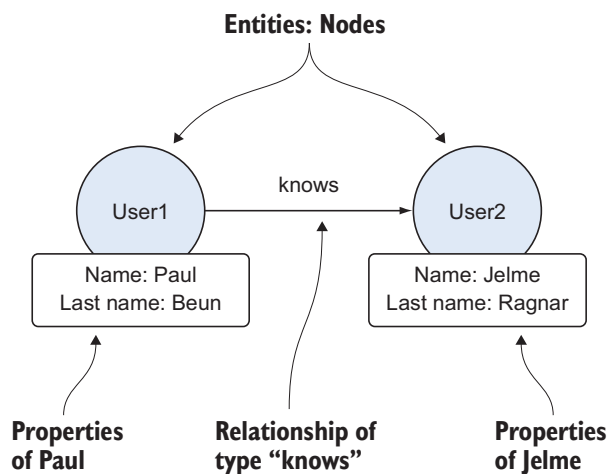 Entities: Nodes
knows
User1
User2
Name: Paul
Last name: Beun
Name: Jelme
Last name: Ragnar
Properties
of Paul
Relationship of
type “knows”
Properties
of Jelme